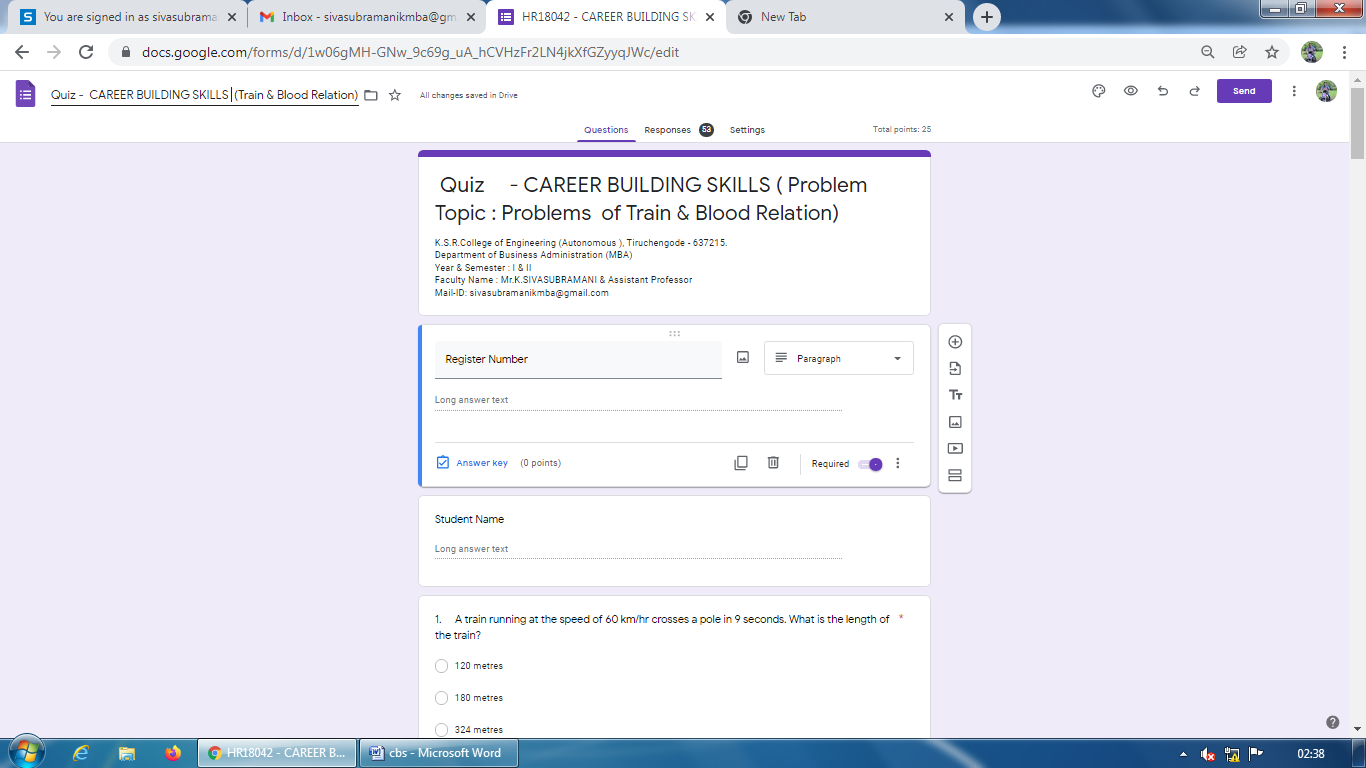 You are signed in as sivasubrama
Inbox - sivasubramanikmba@gm
HR18042 - CAREER BUILDING SK
New Tab
docs.google.com/forms/d/1w06gMH-GNw_9c69g_uA_hCVHzFr2LN4jkXfGZyyqJWc/edit
Quiz - CAREER BUILDING SKILLS (Train & Blood Relation)
All changes saved in Drive
Send
Questions
Responses 53
Settings
Total points: 25
Quiz - CAREER BUILDING SKILLS ( Problem
Topic : Problems of Train & Blood Relation)
K.S.R.College of Engineering (Autonomous ), Tiruchengode - 637215.
Department of Business Administration (MBA)
Year & Semester : I & II
Faculty Name : Mr.K.SIVASUBRAMANI & Assistant Professor
Mail-ID: sivasubramanikmba@gmail.com
Register Number
Paragraph
Long answer text
Answer key (0 points)
Required
Student Name
Long answer text
1. A train running at the speed of 60 km/hr crosses a pole in 9 seconds. What is the length of *
the train?
120 metres
180 metres
324 metres
HR18042 - CAREER B...
cbs - Microsoft Word
02:38